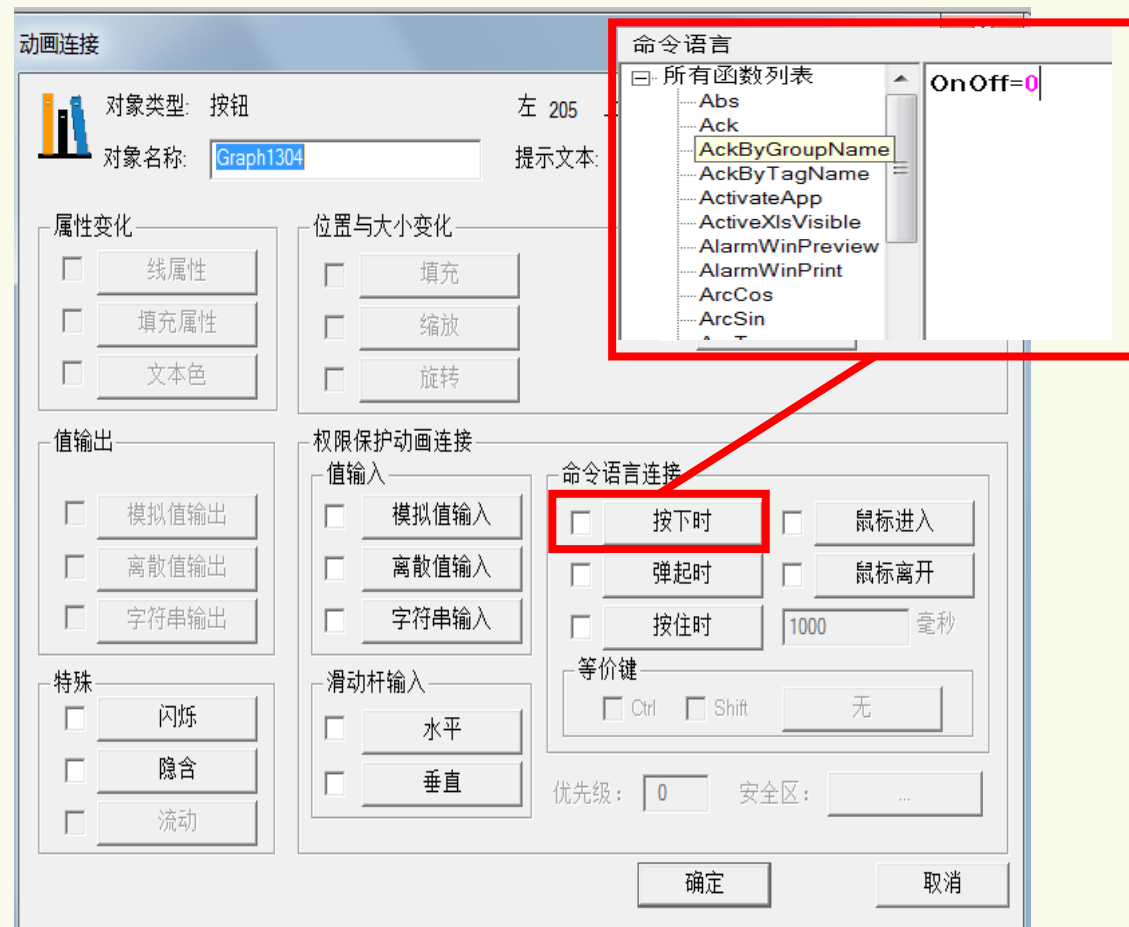 动画连接
对象类型: 按钮
左 205
对象名称: Graph1304
提示文本:
命令语言
所有函数列表
Abs
Ack
AckByGroupName
AckByTagName
ActivateApp
ActiveXlsVisible
AlarmWinPreview
AlarmWinPrint
ArcCos
ArcSin
OnOff=0
属性变化
线属性
填充属性
文本色
位置与大小变化
填充
缩放
旋转
值输出
模拟值输出
离散值输出
字符串输出
权限保护动画连接
值输入
模拟值输入
离散值输入
字符串输入
命令语言连接
按下时
鼠标进入
弹起时
鼠标离开
按住时
1000 毫秒
等价键
Ctrl Shift 无
特殊
闪烁
隐含
流动
滑动杆输入
水平
垂直
优先级: 0 安全区: ...
确定
取消